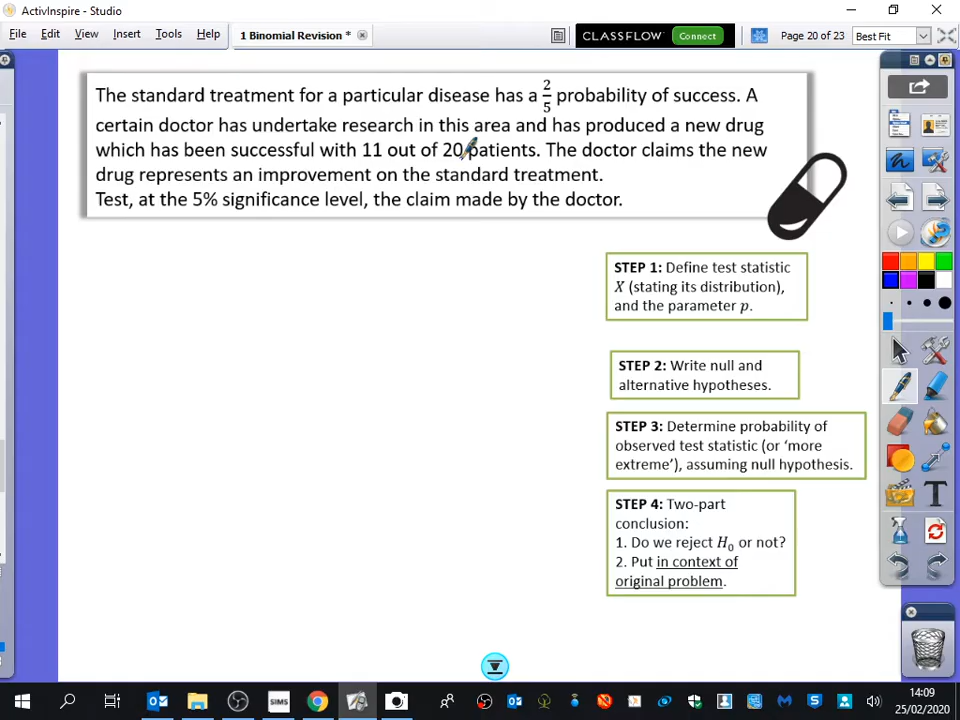 ActivInspire - Studio
File Edit View Insert Tools Help
1 Binomial Revision *
CLASSFLOW Connect
Page 20 of 23
Best Fit
The standard treatment for a particular disease has a 2/5 probability of success. A
certain doctor has undertake research in this area and has produced a new drug
which has been successful with 11 out of 20 patients. The doctor claims the new
drug represents an improvement on the standard treatment.
Test, at the 5% significance level, the claim made by the doctor.
STEP 1: Define test statistic
X (stating its distribution),
and the parameter p.
STEP 2: Write null and
alternative hypotheses.
STEP 3: Determine probability of
observed test statistic (or ‘more
extreme’), assuming null hypothesis.
STEP 4: Two-part
conclusion:
1. Do we reject H₀ or not?
2. Put in context of
original problem.
SIMS
14:09
25/02/2020